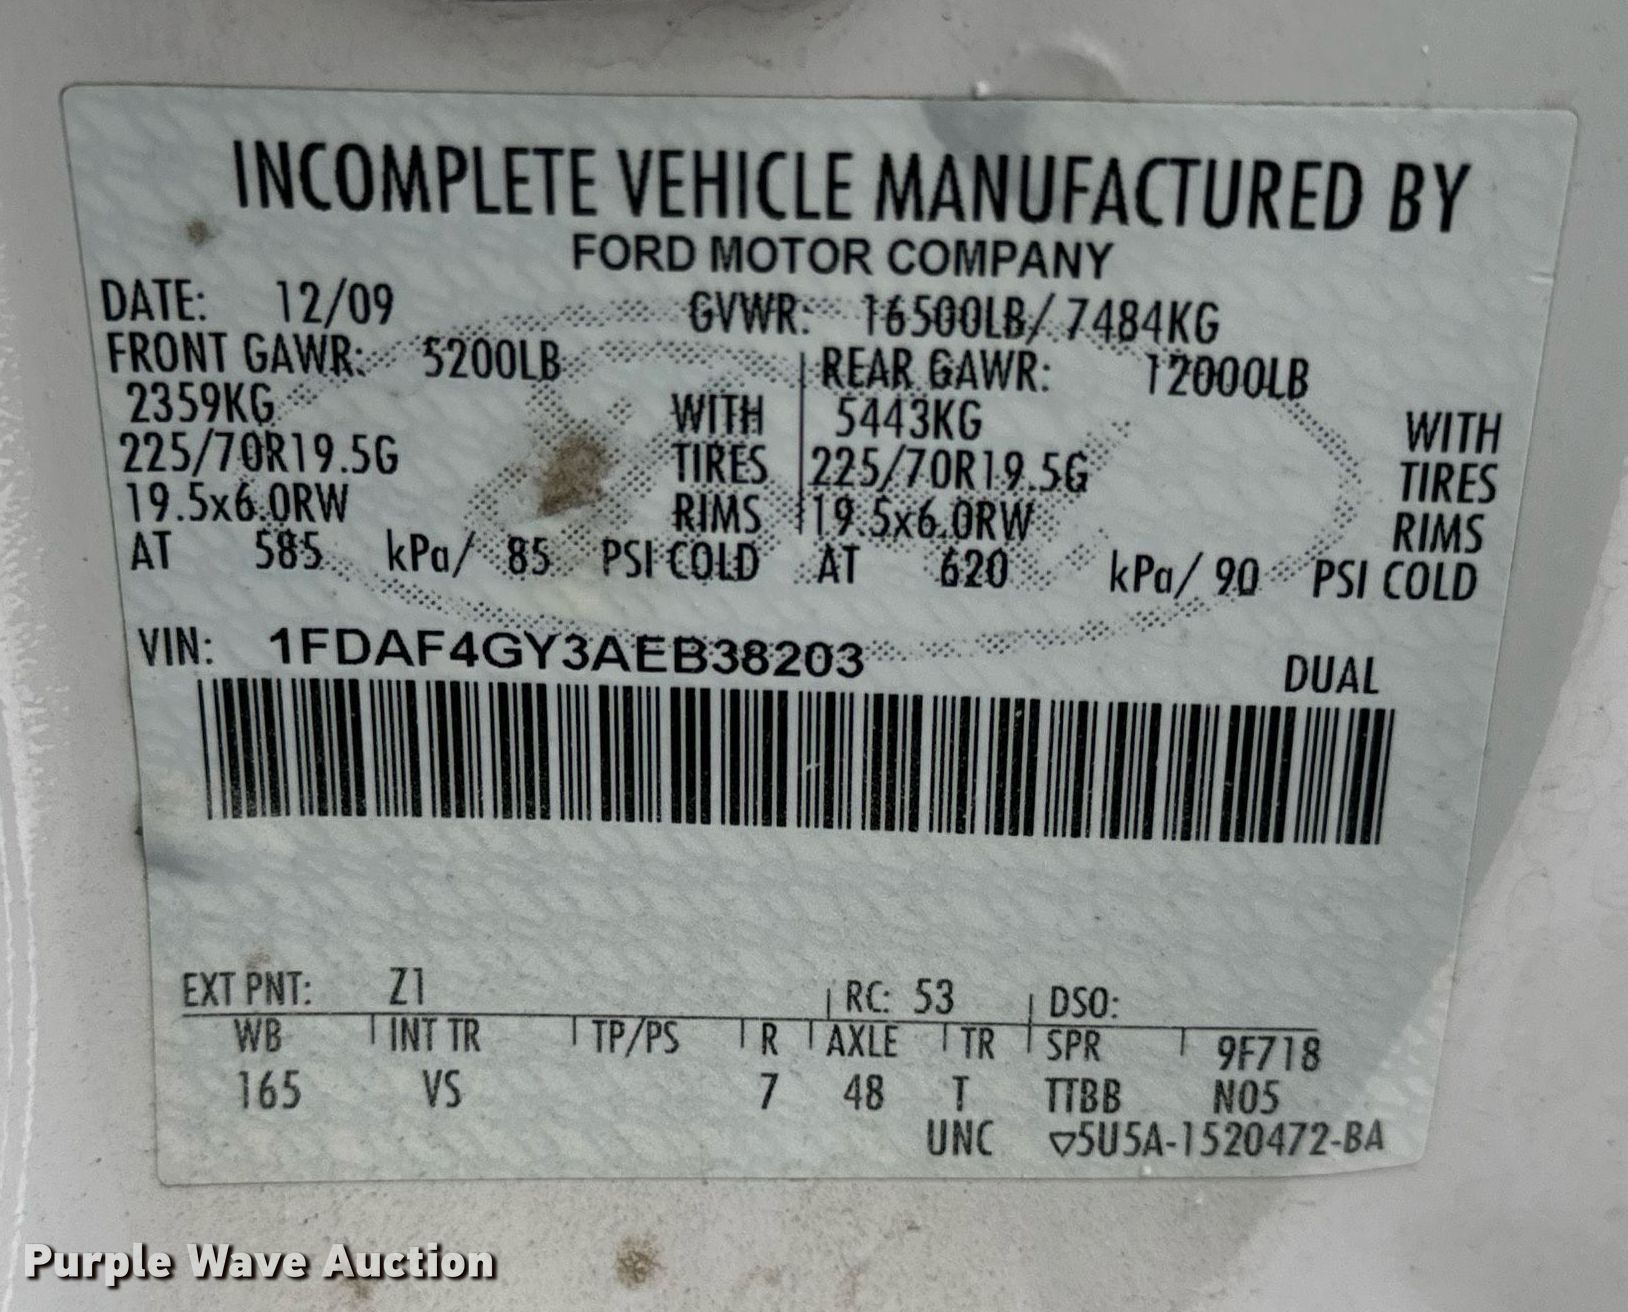 INCOMPLETE VEHICLE MANUFACTURED BY
FORD MOTOR COMPANY
DATE: 12/09 GVWR: 16500LB/ 7484KG
FRONT GAWR: 5200LB REAR GAWR: 12000LB
2359KG WITH 5443KG WITH
225/70R19.5G TIRES 225/70R19.5G TIRES
19.5x6.0RW RIMS 19.5x6.0RW RIMS
AT 585 kPa/ 85 PSI COLD AT 620 kPa/ 90 PSI COLD
VIN: 1FDAF4GY3AEB38203
DUAL
EXT PNT: Z1 RC: 53 DSO:
WB INT TR TP/PS R AXLE TR SPR 9F718
165 VS 7 48 T TTBB N05
UNC ▽5U5A-1520472-BA
Purple Wave Auction